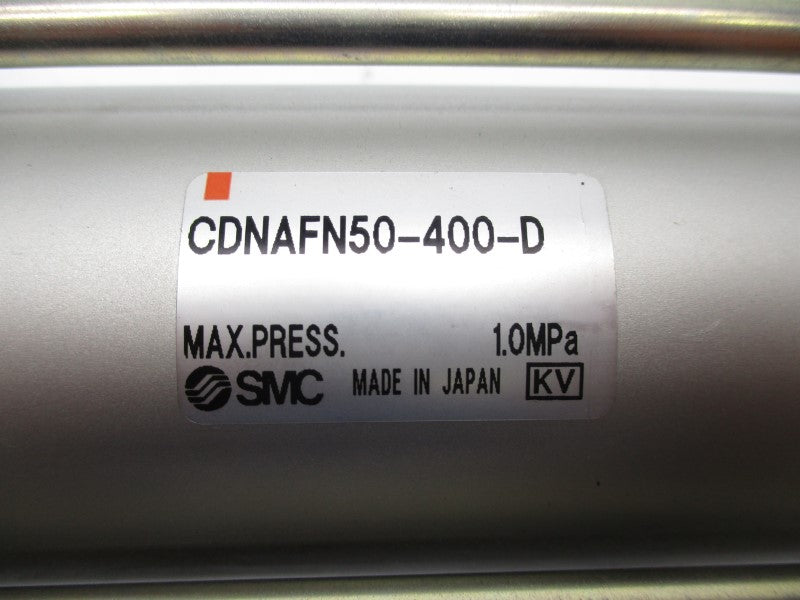 CDNAFN50-400-D
MAX.PRESS. 1.0MPa
SMC MADE IN JAPAN KV